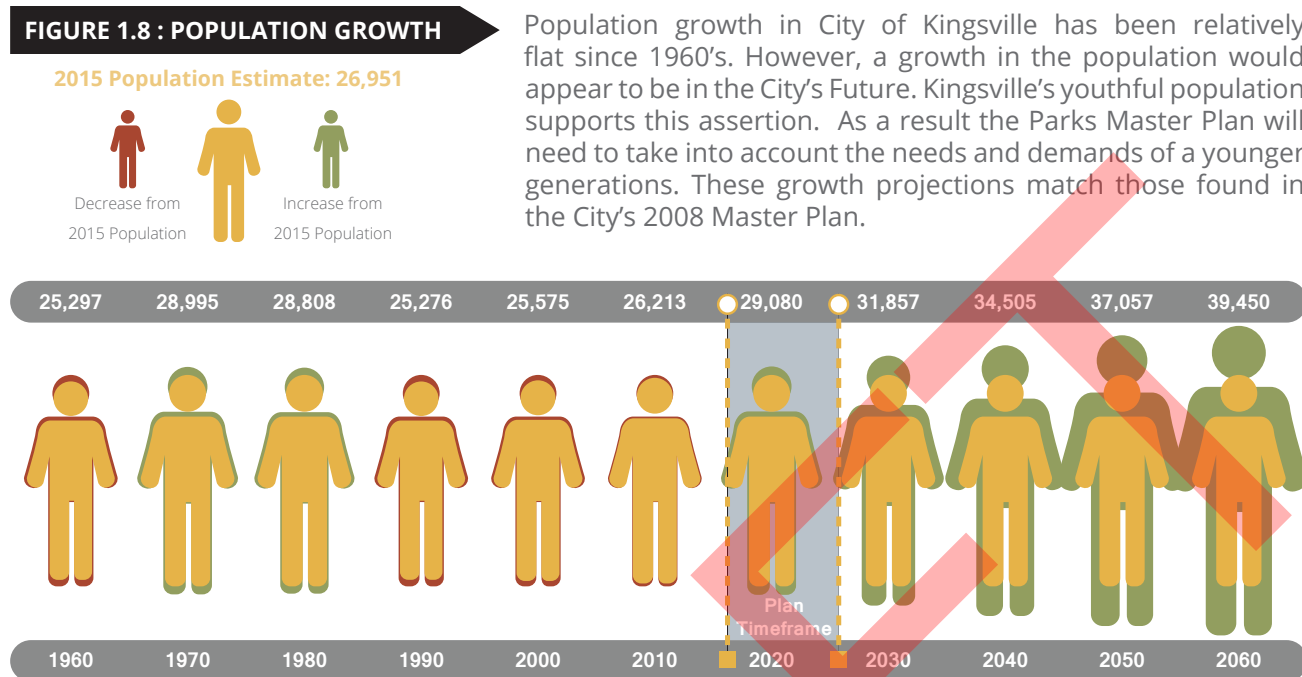 FIGURE 1.8 : POPULATION GROWTH
2015 Population Estimate: 26,951
Decrease from
2015 Population
Increase from
2015 Population
Population growth in City of Kingsville has been relatively
flat since 1960's. However, a growth in the population would
appear to be in the City's Future. Kingsville's youthful population
supports this assertion. As a result the Parks Master Plan will
need to take into account the needs and demands of a younger
generations. These growth projections match those found in
the City's 2008 Master Plan.
25,297 28,995 28,808 25,276 25,575 26,213 29,080 31,857 34,505 37,057 39,450
Plan
Timeframe
1960 1970 1980 1990 2000 2010 2020 2030 2040 2050 2060